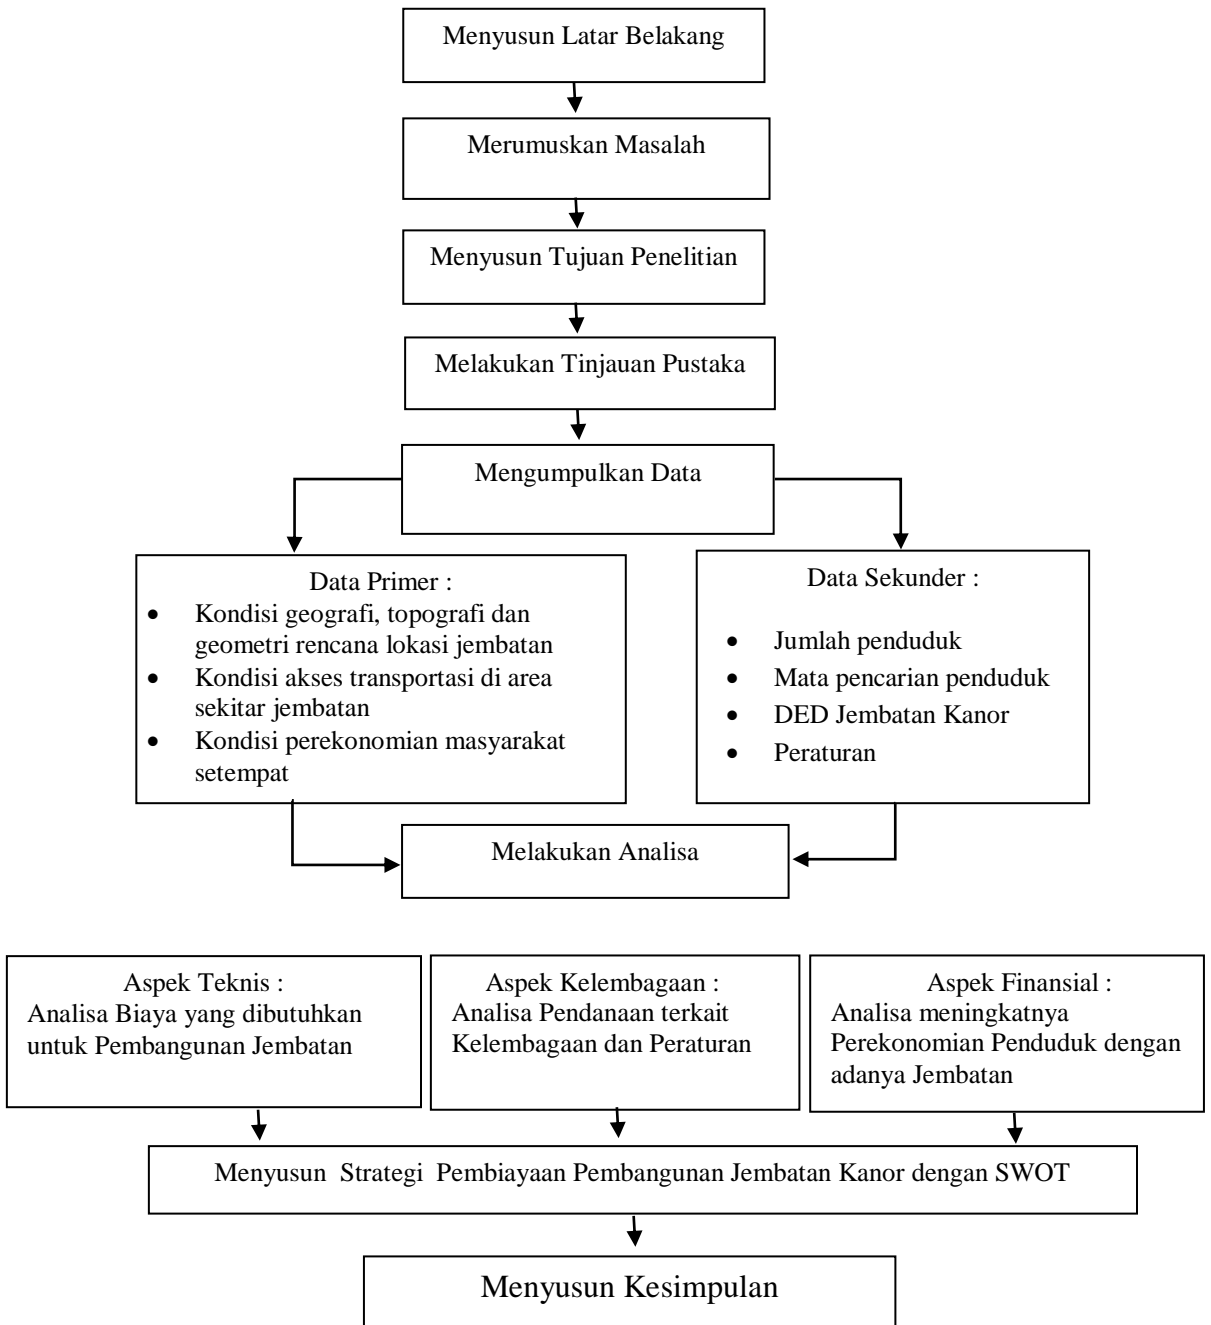 Menyusun Latar Belakang
Merumuskan Masalah
Menyusun Tujuan Penelitian
Melakukan Tinjauan Pustaka
Mengumpulkan Data
Data Primer :
• Kondisi geografi, topografi dan
geometri rencana lokasi jembatan
• Kondisi akses transportasi di area
sekitar jembatan
• Kondisi perekonomian masyarakat
setempat
Data Sekunder :
• Jumlah penduduk
• Mata pencarian penduduk
• DED Jembatan Kanor
• Peraturan
Melakukan Analisa
Aspek Teknis :
Analisa Biaya yang dibutuhkan
untuk Pembangunan Jembatan
Aspek Kelembagaan :
Analisa Pendanaan terkait
Kelembagaan dan Peraturan
Aspek Finansial :
Analisa meningkatnya
Perekonomian Penduduk dengan
adanya Jembatan
Menyusun Strategi Pembiayaan Pembangunan Jembatan Kanor dengan SWOT
Menyusun Kesimpulan